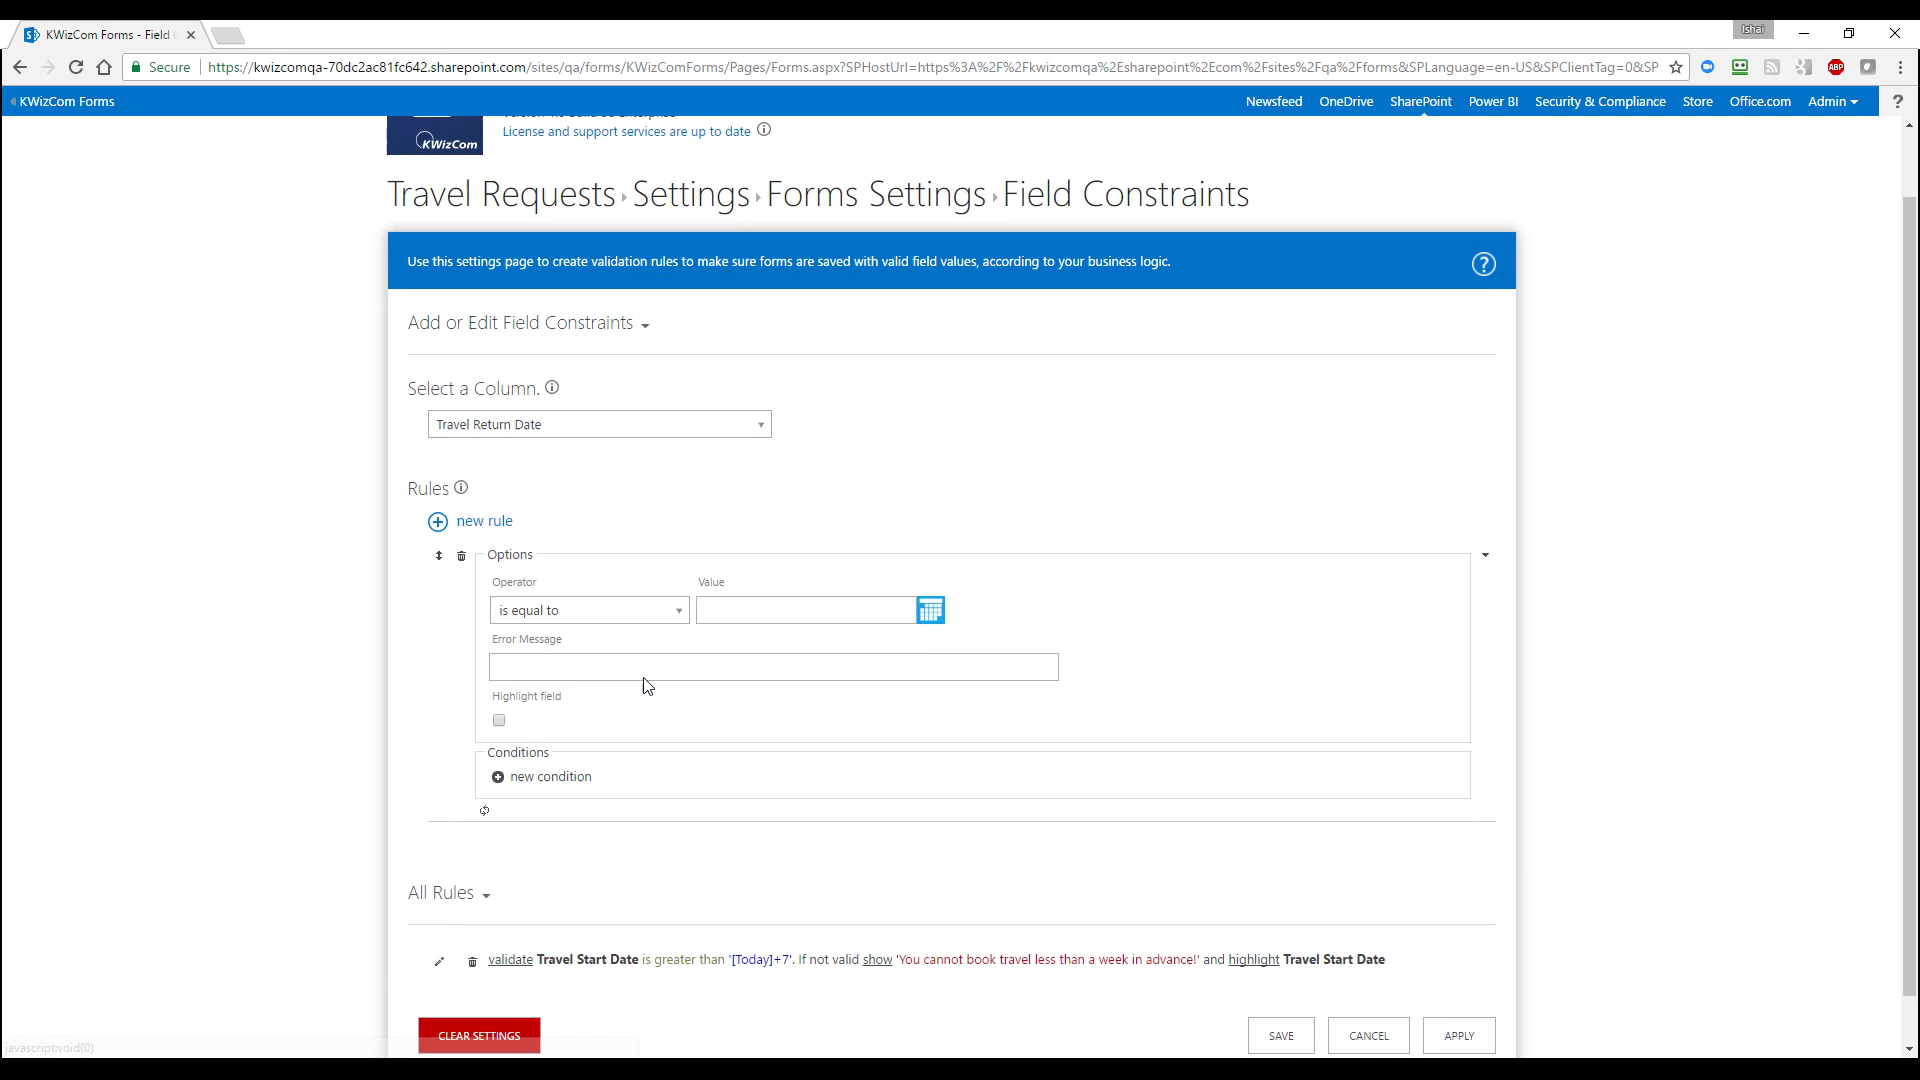 KWizCom Forms - Field
Ishai
Secure
https://kwizcomqa-70dc2ac81fc642.sharepoint.com/sites/qa/forms/KWizComForms/Pages/Forms.aspx?SPHostUrl=https%3A%2F%2Fkwizcomqa%2Esharepoint%2Ecom%2Fsites%2Fqa%2Fforms&SPLanguage=en-US&SPClientTag=0&SP
ABP
KWizCom Forms
Newsfeed OneDrive SharePoint Power BI Security & Compliance Store Office.com Admin ?
KWizCom
License and support services are up to date
Travel Requests › Settings › Forms Settings › Field Constraints
Use this settings page to create validation rules to make sure forms are saved with valid field values, according to your business logic.
?
Add or Edit Field Constraints
Select a Column.
Travel Return Date
Rules
new rule
Options
Operator Value
is equal to
Error Message
Highlight field
Conditions
new condition
All Rules
validate Travel Start Date is greater than '[Today]+7'. If not valid show 'You cannot book travel less than a week in advance!' and highlight Travel Start Date
CLEAR SETTINGS SAVE CANCEL APPLY
javascript:void(0)